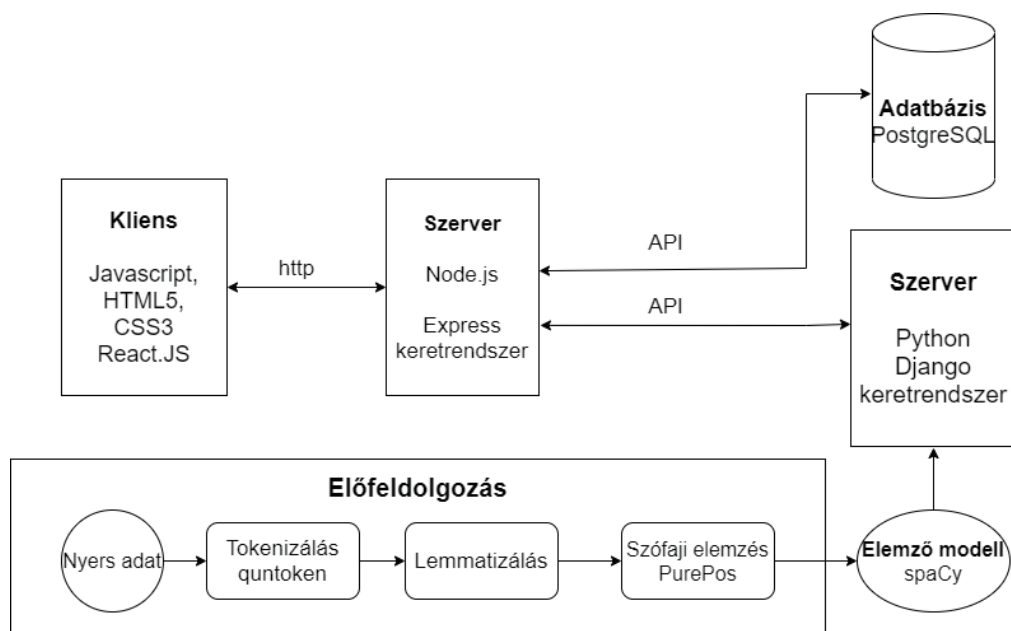 Adatbázis
PostgreSQL
Kliens
Javascript,
HTML5,
CSS3
React.JS
http
Szerver
Node.js
Express
keretrendszer
API
API
Szerver
Python
Django
keretrendszer
Előfeldolgozás
Nyers adat
Tokenizálás
quntoken
Lemmatizálás
Szófaji elemzés
PurePos
Elemző modell
spaCy